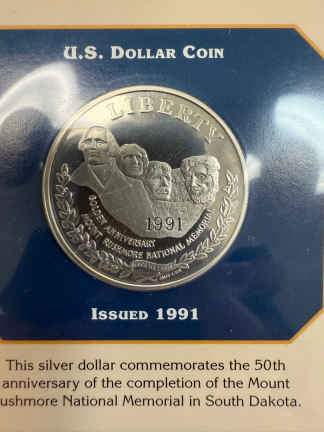 U.S. DOLLAR COIN
LIBERTY
1991
GOLDEN ANNIVERSARY
MOUNT RUSHMORE NATIONAL MEMORIAL
ISSUED 1991
This silver dollar commemorates the 50th
anniversary of the completion of the Mount
ushmore National Memorial in South Dakota.